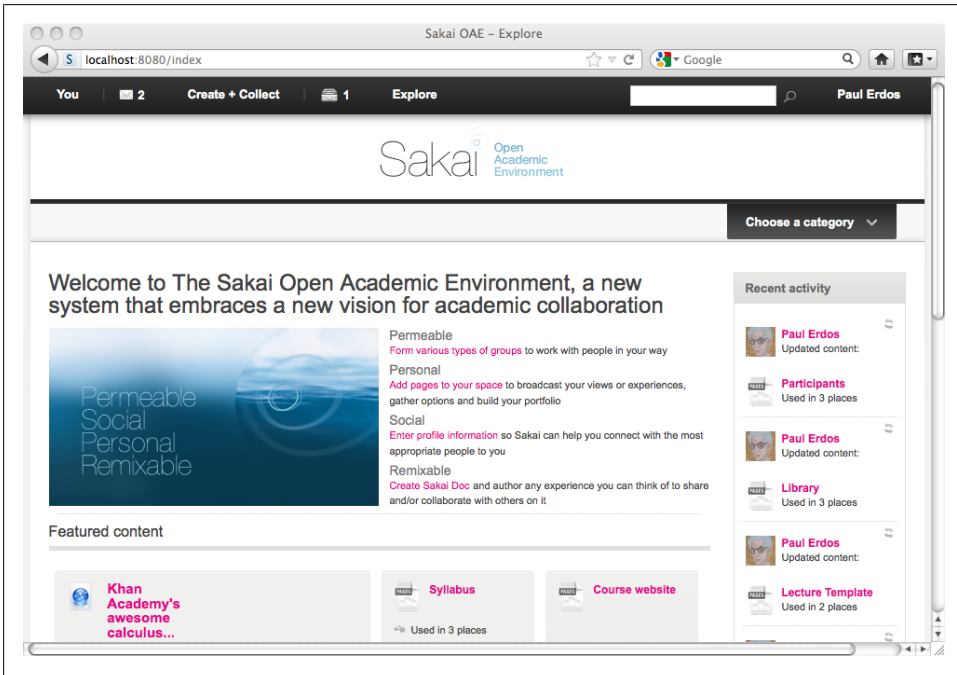 Sakai OAE – Explore
S localhost:8080/index
Google
You
2
Create + Collect
1
Explore
Paul Erdos
Sakai
Open
Academic
Environment
Choose a category
Welcome to The Sakai Open Academic Environment, a new
system that embraces a new vision for academic collaboration
Permeable
Social
Personal
Remixable
Permeable
Form various types of groups to work with people in your way
Personal
Add pages to your space to broadcast your views or experiences,
gather options and build your portfolio
Social
Enter profile information so Sakai can help you connect with the most
appropriate people to you
Remixable
Create Sakai Doc and author any experience you can think of to share
and/or collaborate with others on it
Featured content
Khan
Academy's
awesome
calculus...
PAGES
Syllabus
Used in 3 places
PAGES
Course website
Recent activity
Paul Erdos
Updated content:
PAGES
Participants
Used in 3 places
Paul Erdos
Updated content:
PAGES
Library
Used in 3 places
Paul Erdos
Updated content:
PAGES
Lecture Template
Used in 2 places